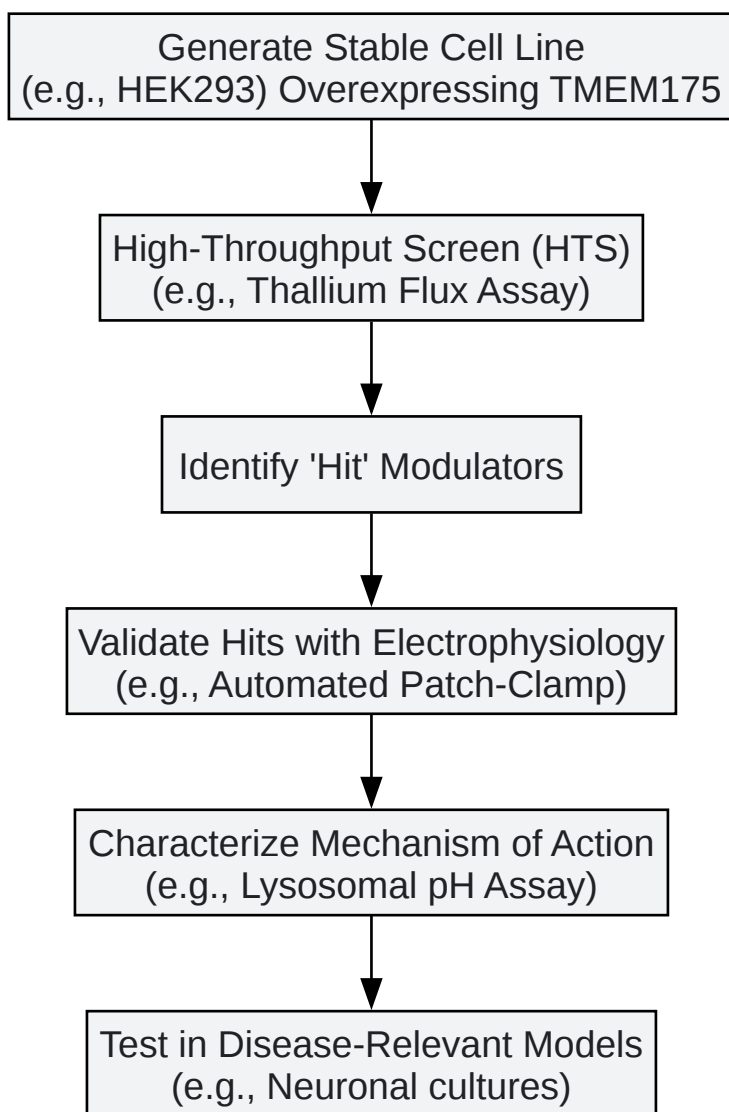 Generate Stable Cell Line
(e.g., HEK293) Overexpressing TMEM175
High-Throughput Screen (HTS)
(e.g., Thallium Flux Assay)
Identify 'Hit' Modulators
Validate Hits with Electrophysiology
(e.g., Automated Patch-Clamp)
Characterize Mechanism of Action
(e.g., Lysosomal pH Assay)
Test in Disease-Relevant Models
(e.g., Neuronal cultures)